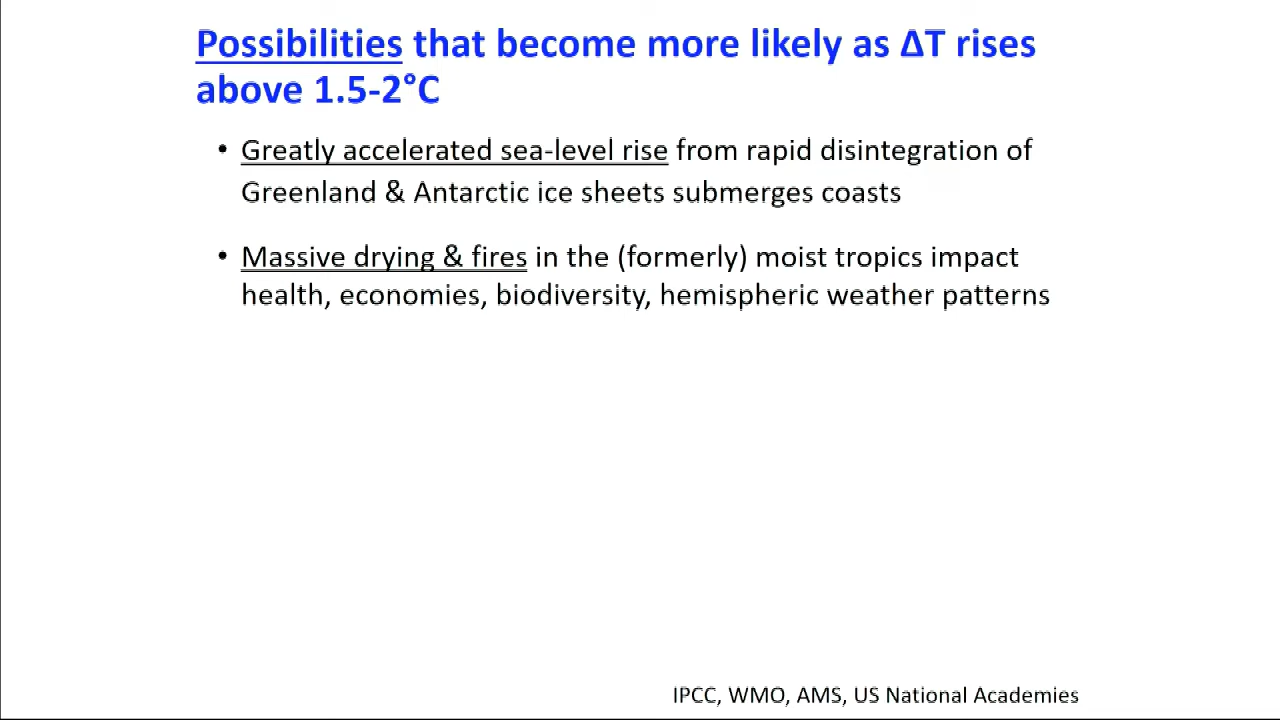 Possibilities that become more likely as ΔT rises
above 1.5-2°C
• Greatly accelerated sea-level rise from rapid disintegration of
Greenland & Antarctic ice sheets submerges coasts
• Massive drying & fires in the (formerly) moist tropics impact
health, economies, biodiversity, hemispheric weather patterns
IPCC, WMO, AMS, US National Academies